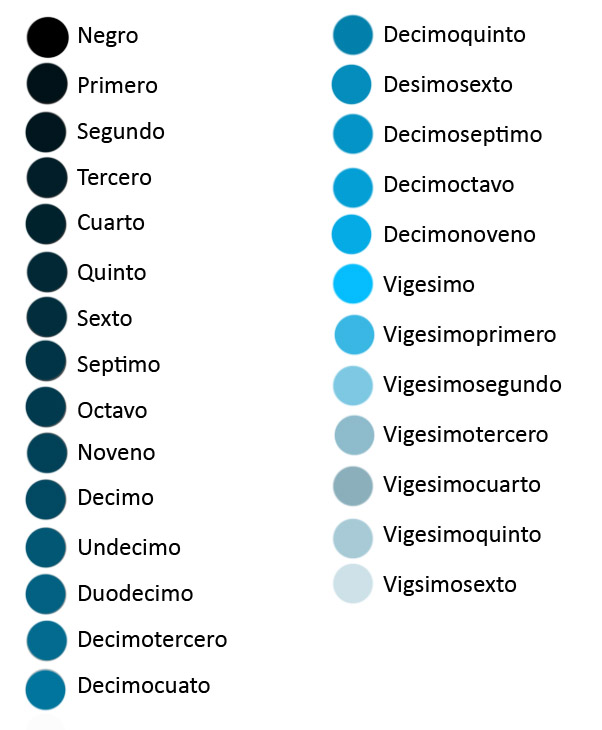 Negro
Primero
Segundo
Tercero
Cuarto
Quinto
Sexto
Septimo
Octavo
Noveno
Decimo
Undecimo
Duodecimo
Decimotercero
Decimocuato
Decimoquinto
Desimosexto
Decimoseptimo
Decimoctavo
Decimonoveno
Vigesimo
Vigesimoprimero
Vigesimosegundo
Vigesimotercero
Vigesimocuarto
Vigesimoquinto
Vigsimosexto